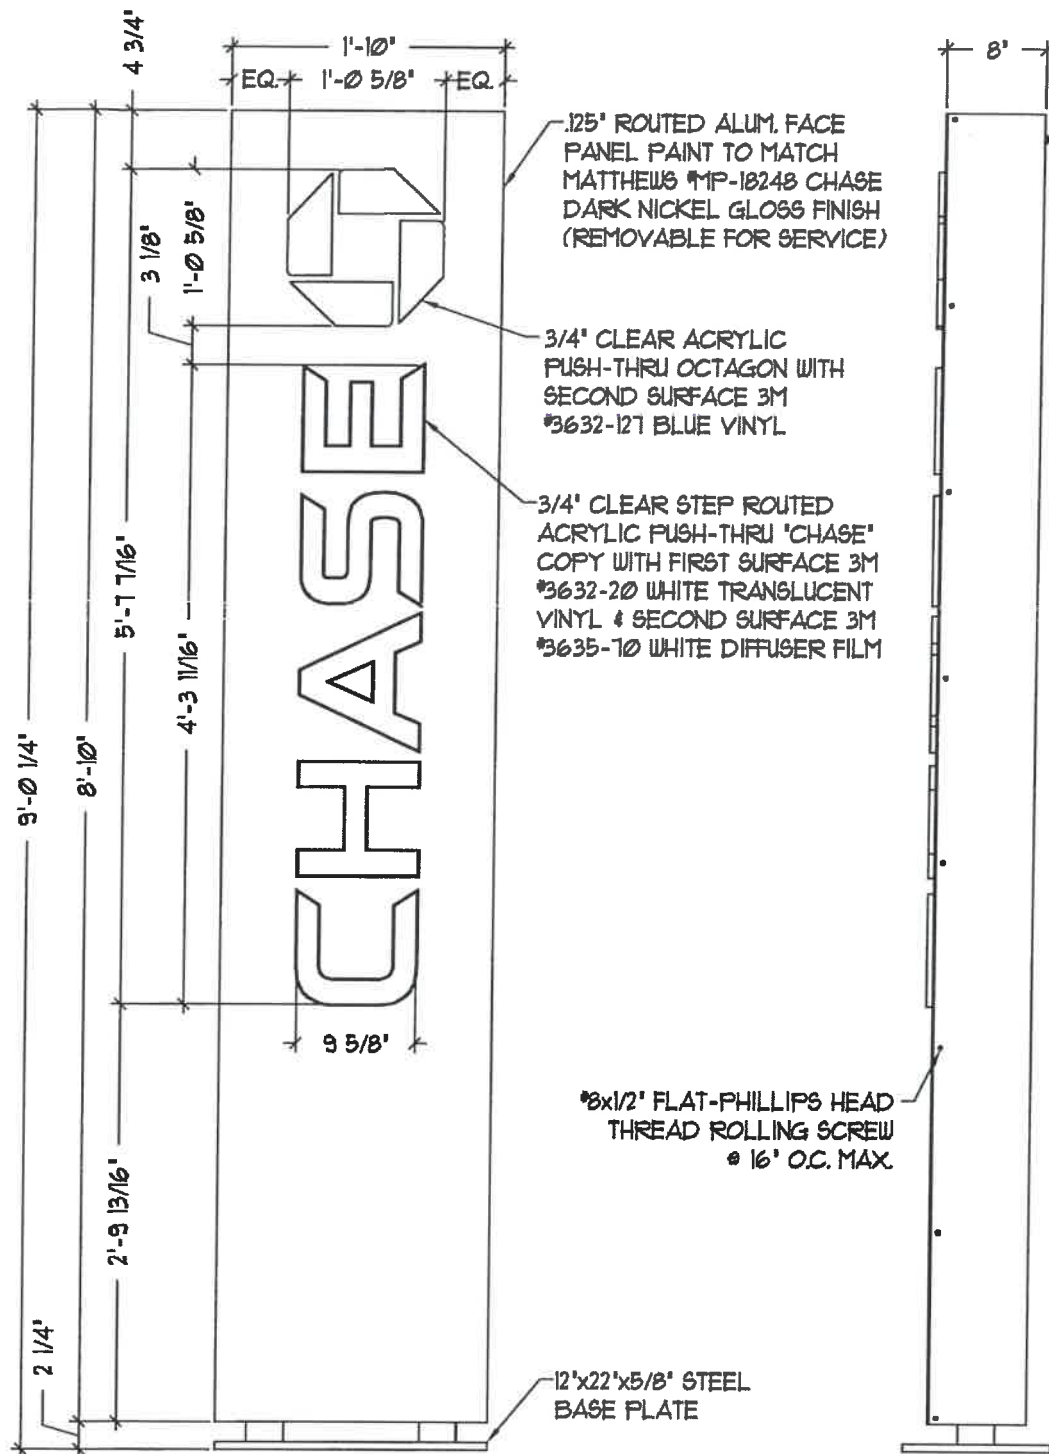 1'-10"
8"
EQ. 1'-0 5/8" EQ.
4 3/4"
.125" ROUTED ALUM. FACE
PANEL PAINT TO MATCH
MATTHEWS #MP-18248 CHASE
DARK NICKEL GLOSS FINISH
(REMOVABLE FOR SERVICE)
3 1/8"
1'-0 5/8"
3/4" CLEAR ACRYLIC
PUSH-THRU OCTAGON WITH
SECOND SURFACE 3M
#3632-127 BLUE VINYL
3/4" CLEAR STEP ROUTED
ACRYLIC PUSH-THRU "CHASE"
COPY WITH FIRST SURFACE 3M
#3632-20 WHITE TRANSLUCENT
VINYL & SECOND SURFACE 3M
#3635-70 WHITE DIFFUSER FILM
CHASE
5'-7 7/16"
4'-3 11/16"
9'-0 1/4"
8'-10"
9 5/8"
#8x1/2" FLAT-PHILLIPS HEAD
THREAD ROLLING SCREW
@ 16" O.C. MAX.
2'-9 13/16"
2 1/4"
12"x22"x5/8" STEEL
BASE PLATE